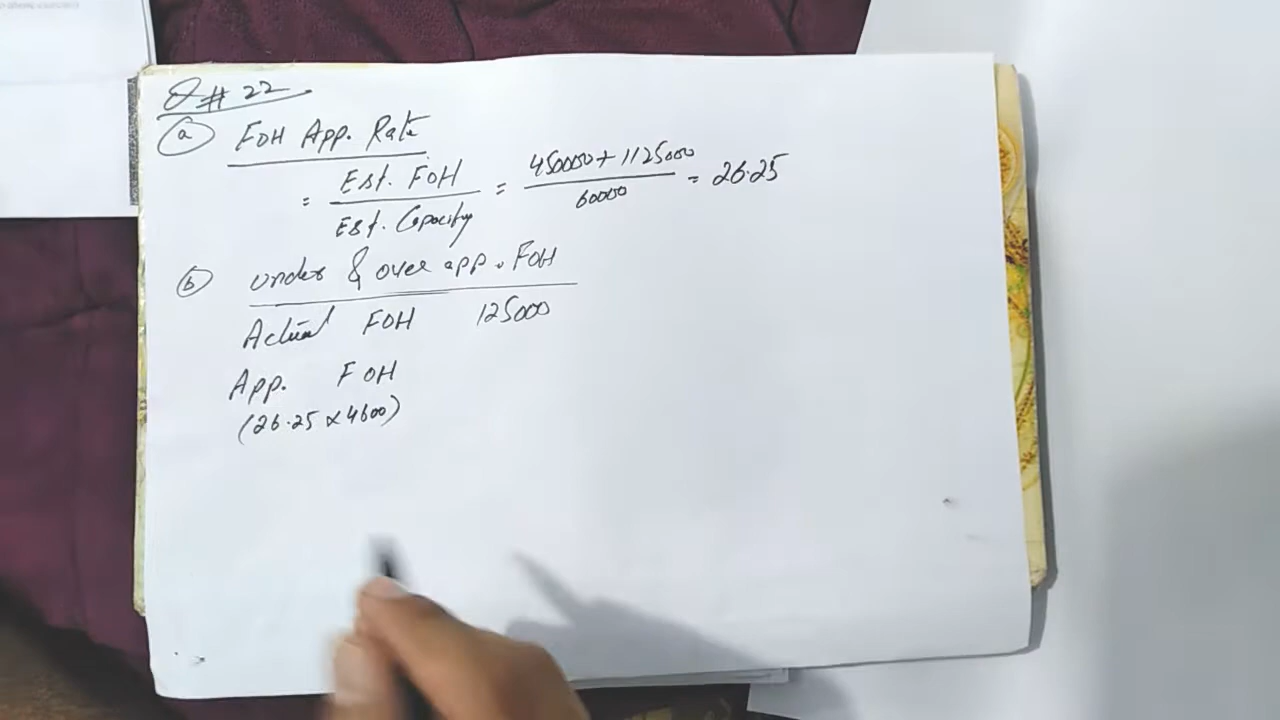 Q # 22
(a) FOH App. Rate
= Est. FOH / Est. Capacity = 450000 + 1125000 / 60000 = 26.25
(b) under & over app. FOH
Actual FOH 125000
App. FOH
(26.25 x 4600)